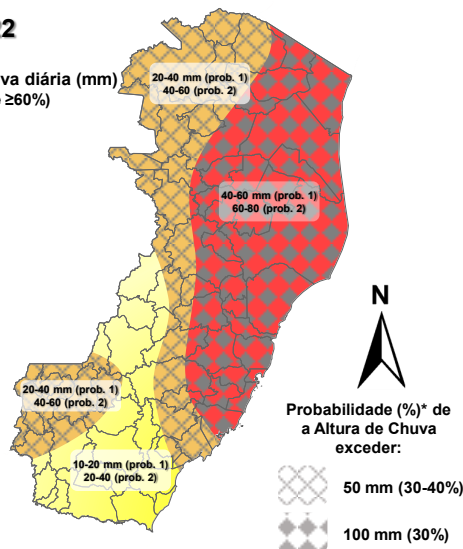 22
va diária (mm)
≥60%)
20-40 mm (prob. 1)
40-60 (prob. 2)
40-60 mm (prob. 1)
60-80 (prob. 2)
20-40 mm (prob. 1)
40-60 (prob. 2)
10-20 mm (prob. 1)
20-40 (prob. 2)
N
Probabilidade (%)* de
a Altura de Chuva
exceder:
50 mm (30-40%)
100 mm (30%)